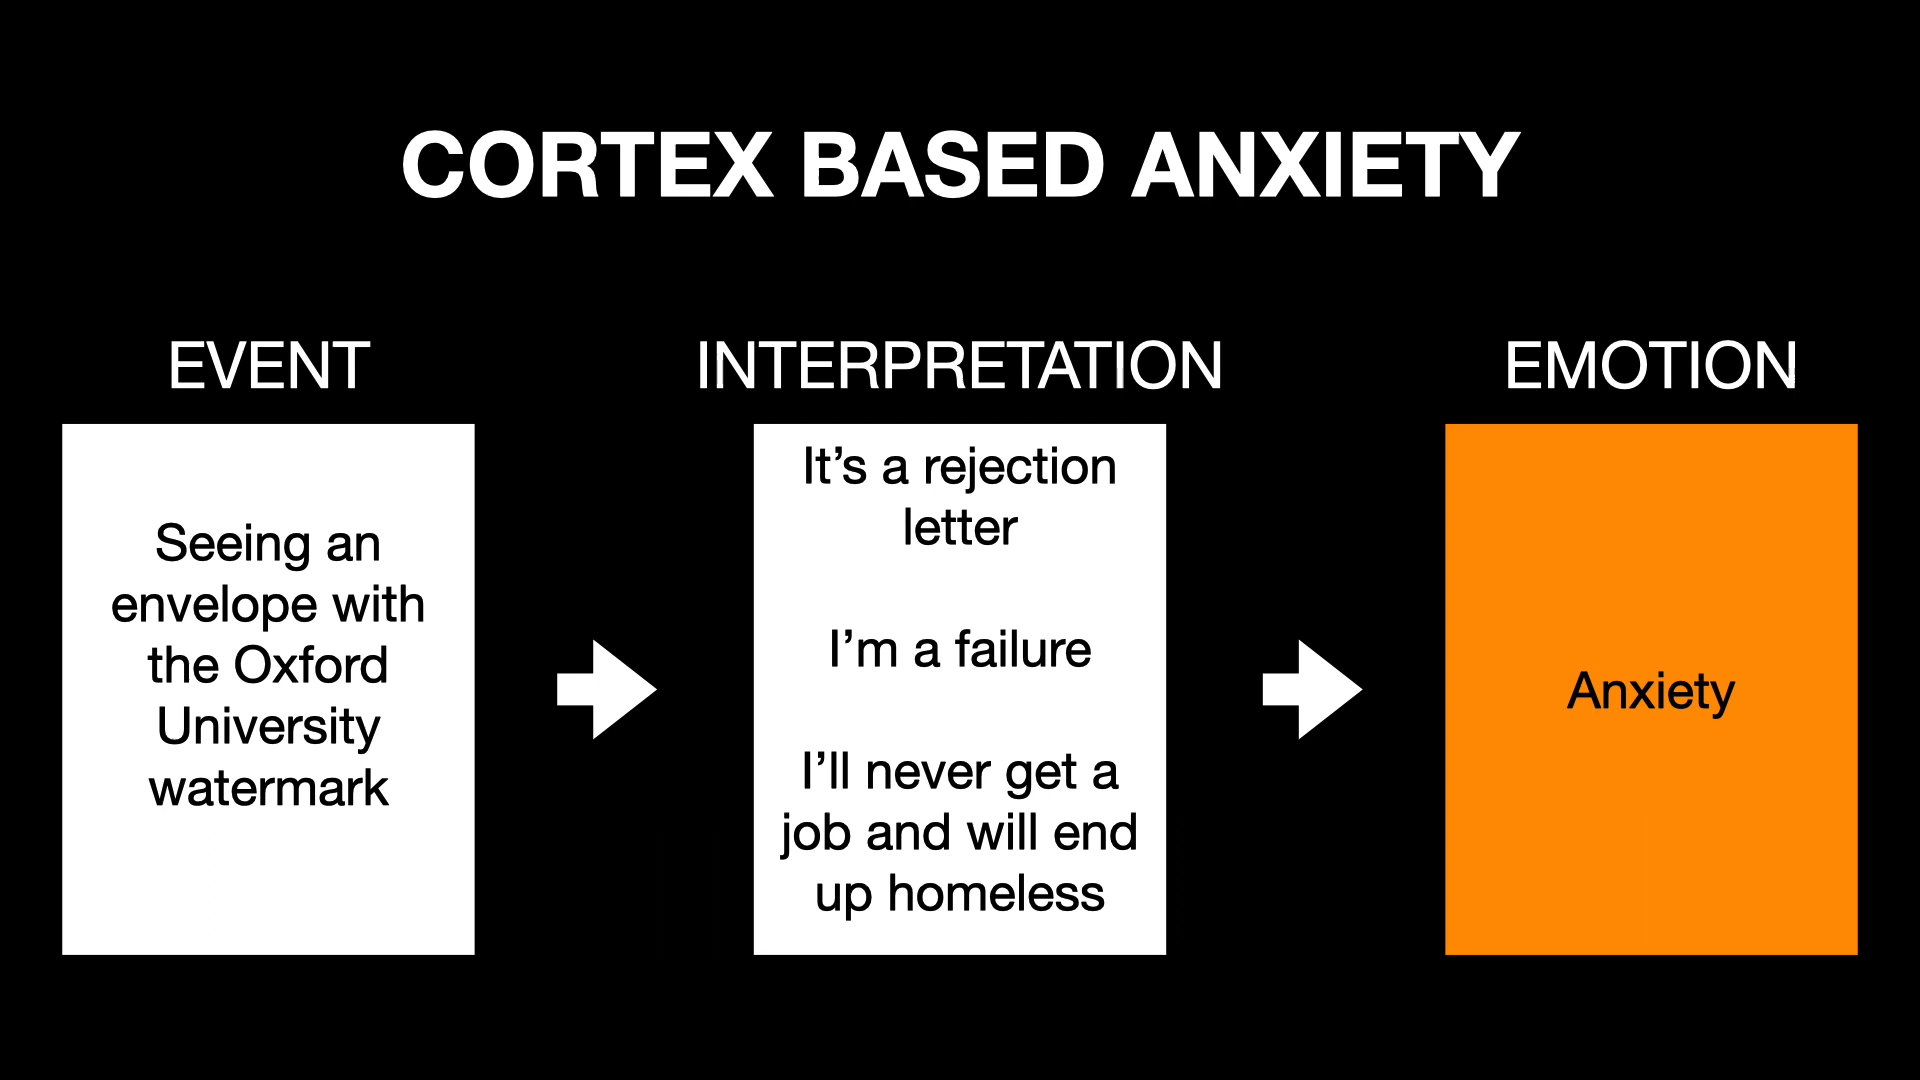 CORTEX BASED ANXIETY
EVENT
Seeing an
envelope with
the Oxford
University
watermark
INTERPRETATION
It’s a rejection
letter
I’m a failure
I’ll never get a
job and will end
up homeless
EMOTION
Anxiety